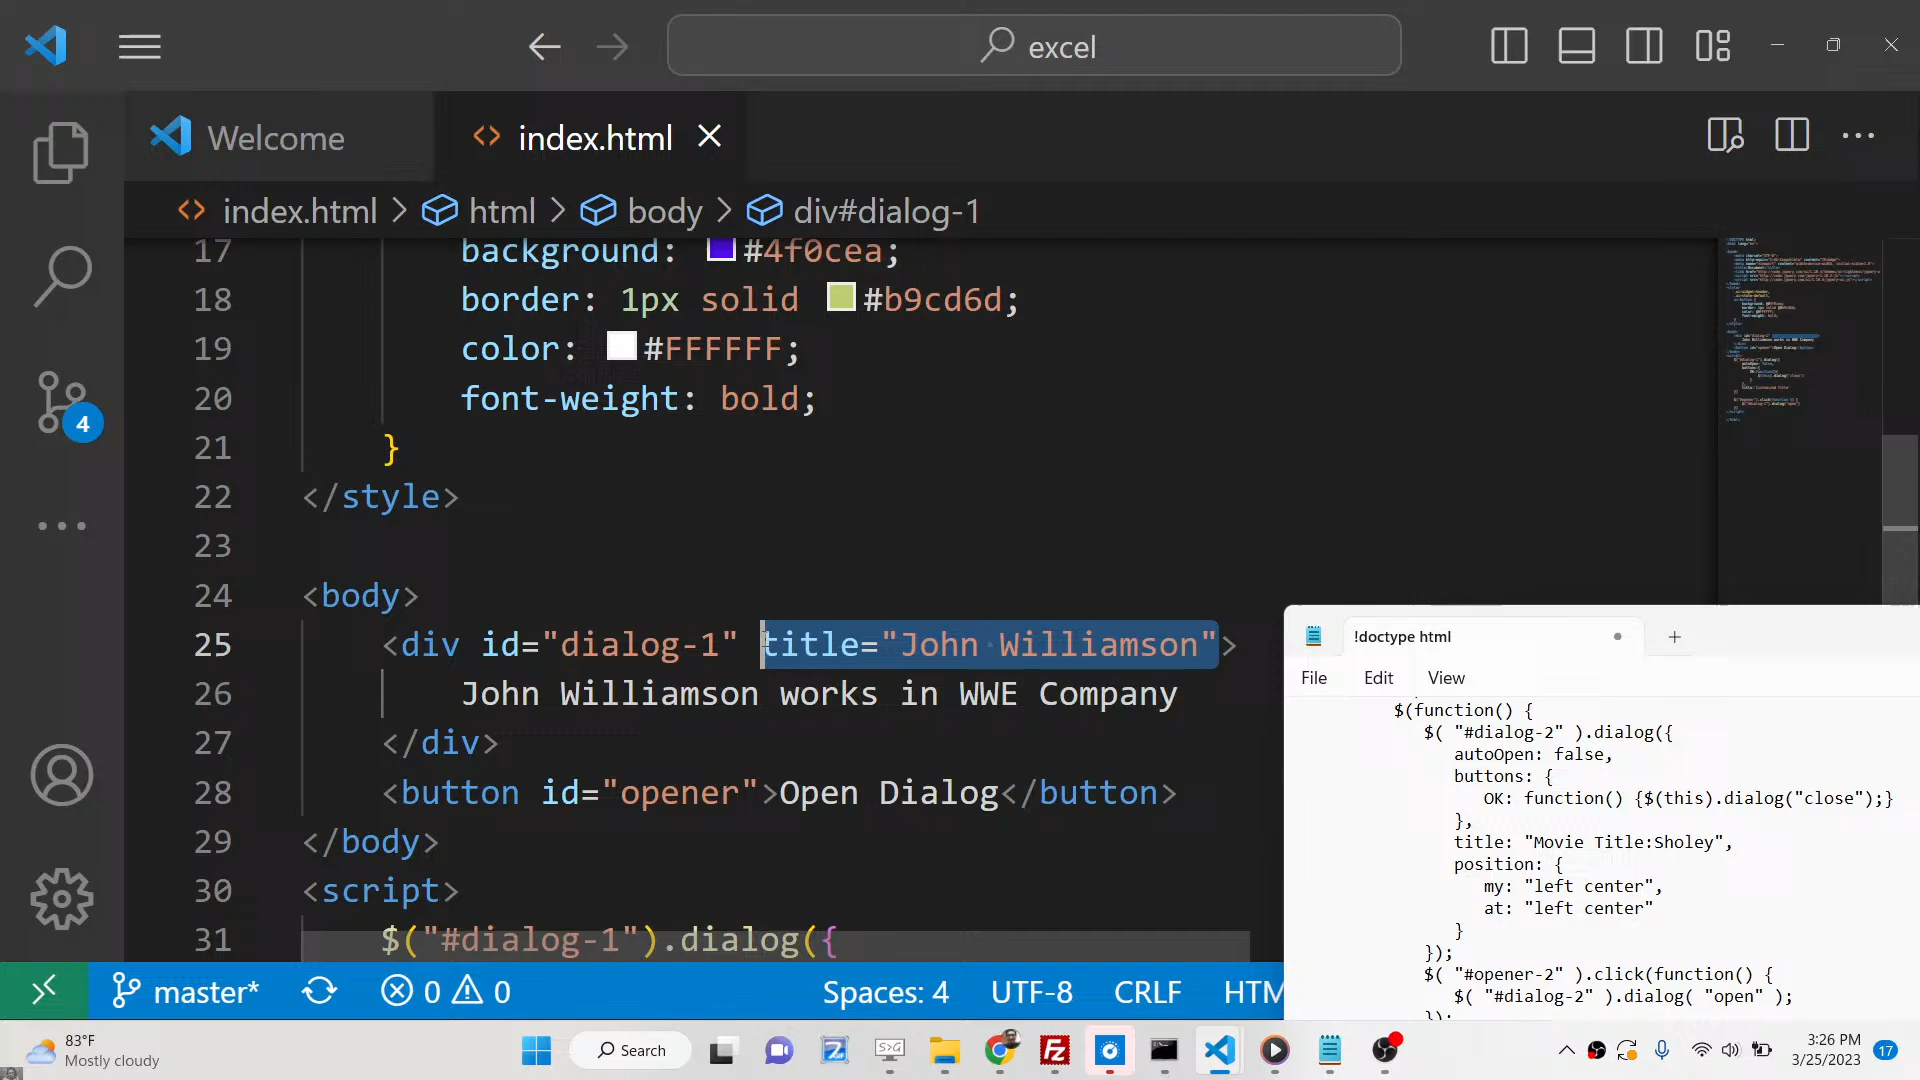 excel
Welcome
index.html
index.html > html > body > div#dialog-1
17 background: #4f0cea;
18 border: 1px solid #b9cd6d;
19 color: #FFFFFF;
20 font-weight: bold;
21 }
22 </style>
23
24 <body>
25 <div id="dialog-1" title="John·Williamson">
26 John Williamson works in WWE Company
27 </div>
28 <button id="opener">Open Dialog</button>
29 </body>
30 <script>
31 $("#dialog-1").dialog({
4
!doctype html
File Edit View
$(function() {
$( "#dialog-2" ).dialog({
autoOpen: false,
buttons: {
OK: function() {$(this).dialog("close");}
},
title: "Movie Title:Sholey",
position: {
my: "left center",
at: "left center"
}
});
$( "#opener-2" ).click(function() {
$( "#dialog-2" ).dialog( "open" );
});
master* 0 0 Spaces: 4 UTF-8 CRLF HTM
83°F
Mostly cloudy
Search
3:26 PM
3/25/2023
17